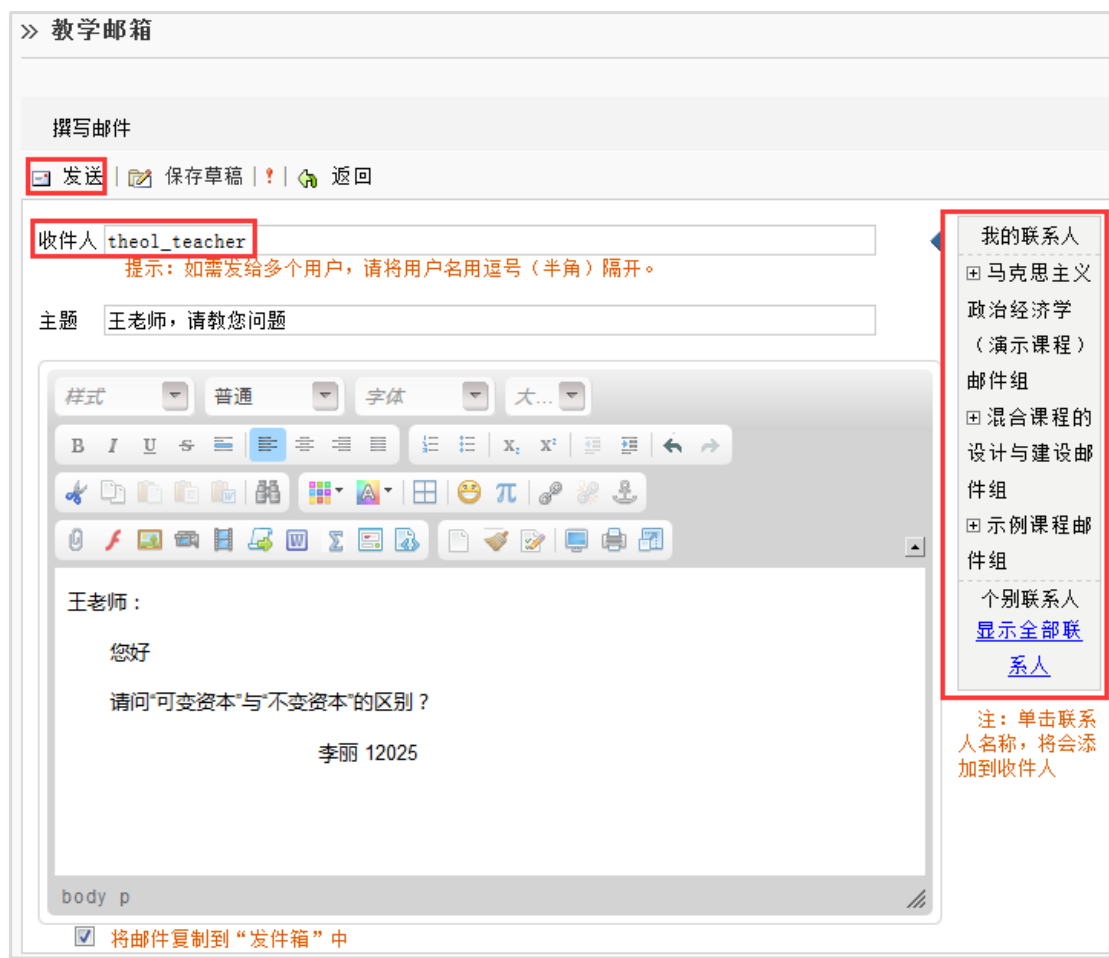 » 教学邮箱
撰写邮件
发送 | 保存草稿 | ! | 返回
收件人 theol_teacher
提示：如需发给多个用户，请将用户名用逗号（半角）隔开。
主题 王老师，请教您问题
样式 普通 字体 大...
B I U S X₂ X²
π
Σ
王老师：
您好
请问“可变资本”与“不变资本”的区别？
李丽 12025
body p
将邮件复制到“发件箱”中
我的联系人
马克思主义
政治经济学
（演示课程）
邮件组
混合课程的
设计与建设邮
件组
示例课程邮
件组
个别联系人
显示全部联
系人
注：单击联系
人名称，将会添
加到收件人